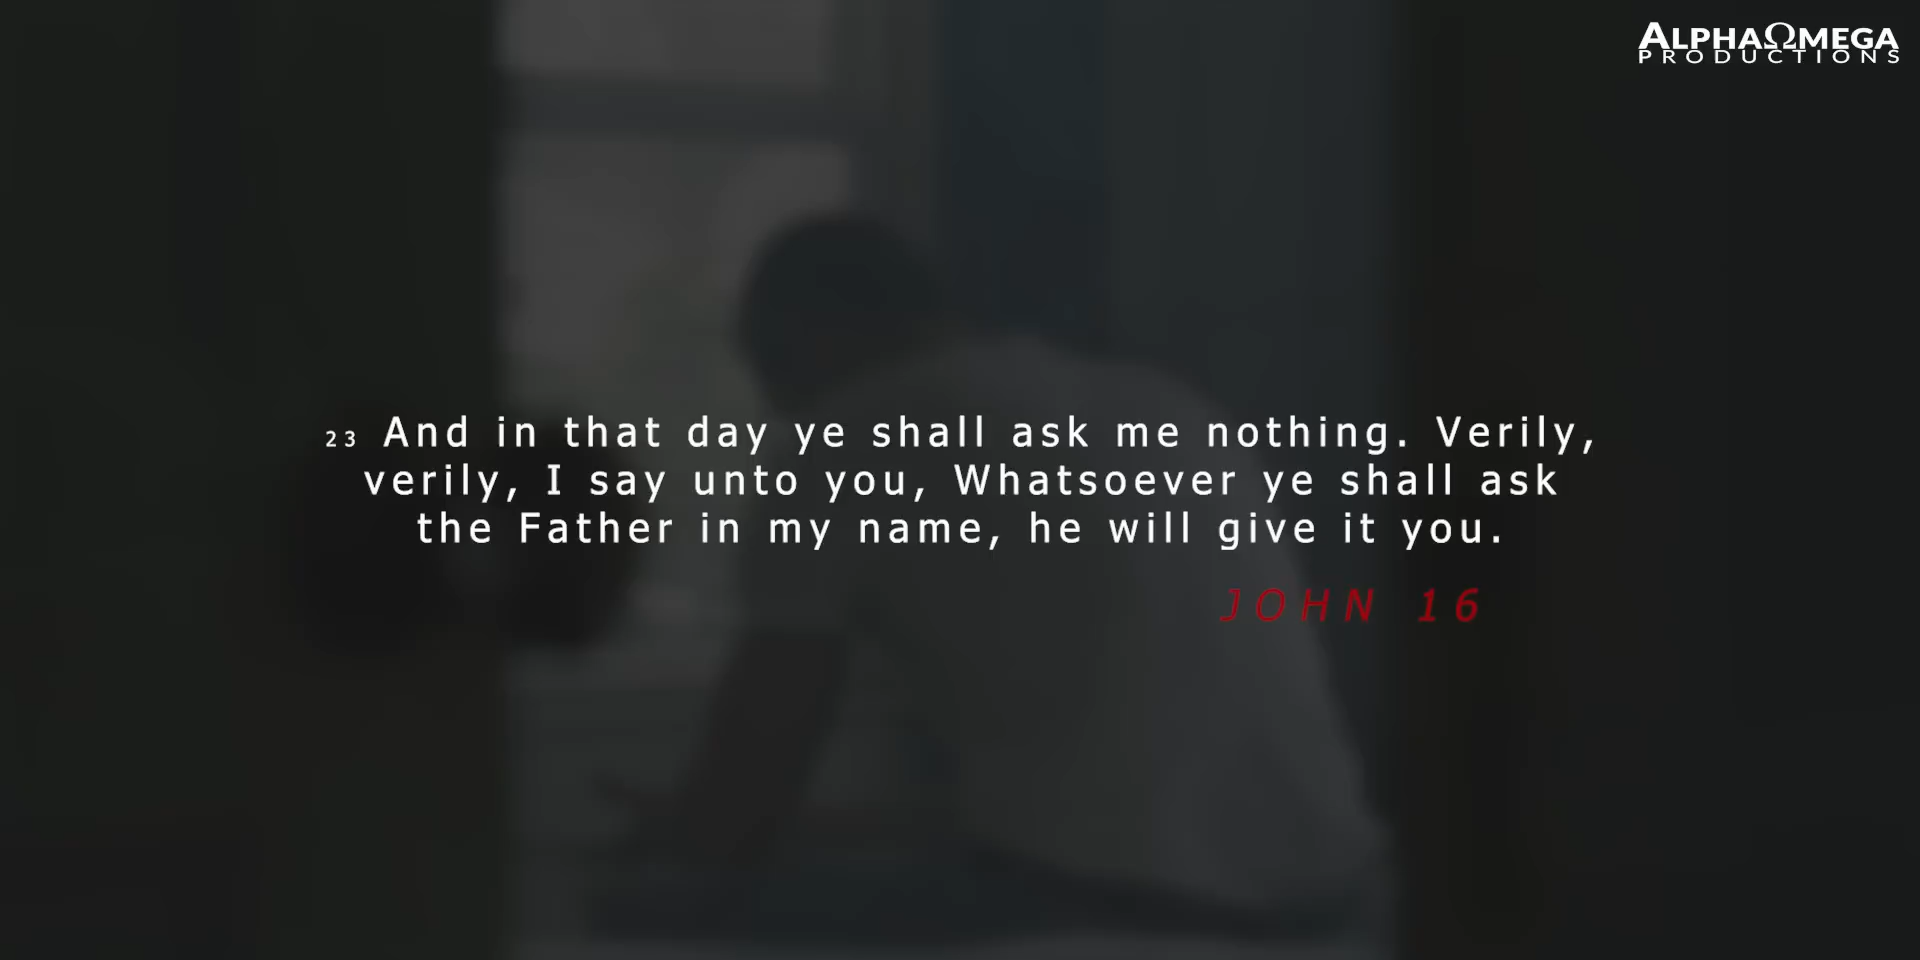 ALPHAΩMEGA
PRODUCTIONS
23 And in that day ye shall ask me nothing. Verily,
verily, I say unto you, Whatsoever ye shall ask
the Father in my name, he will give it you.
JOHN 16